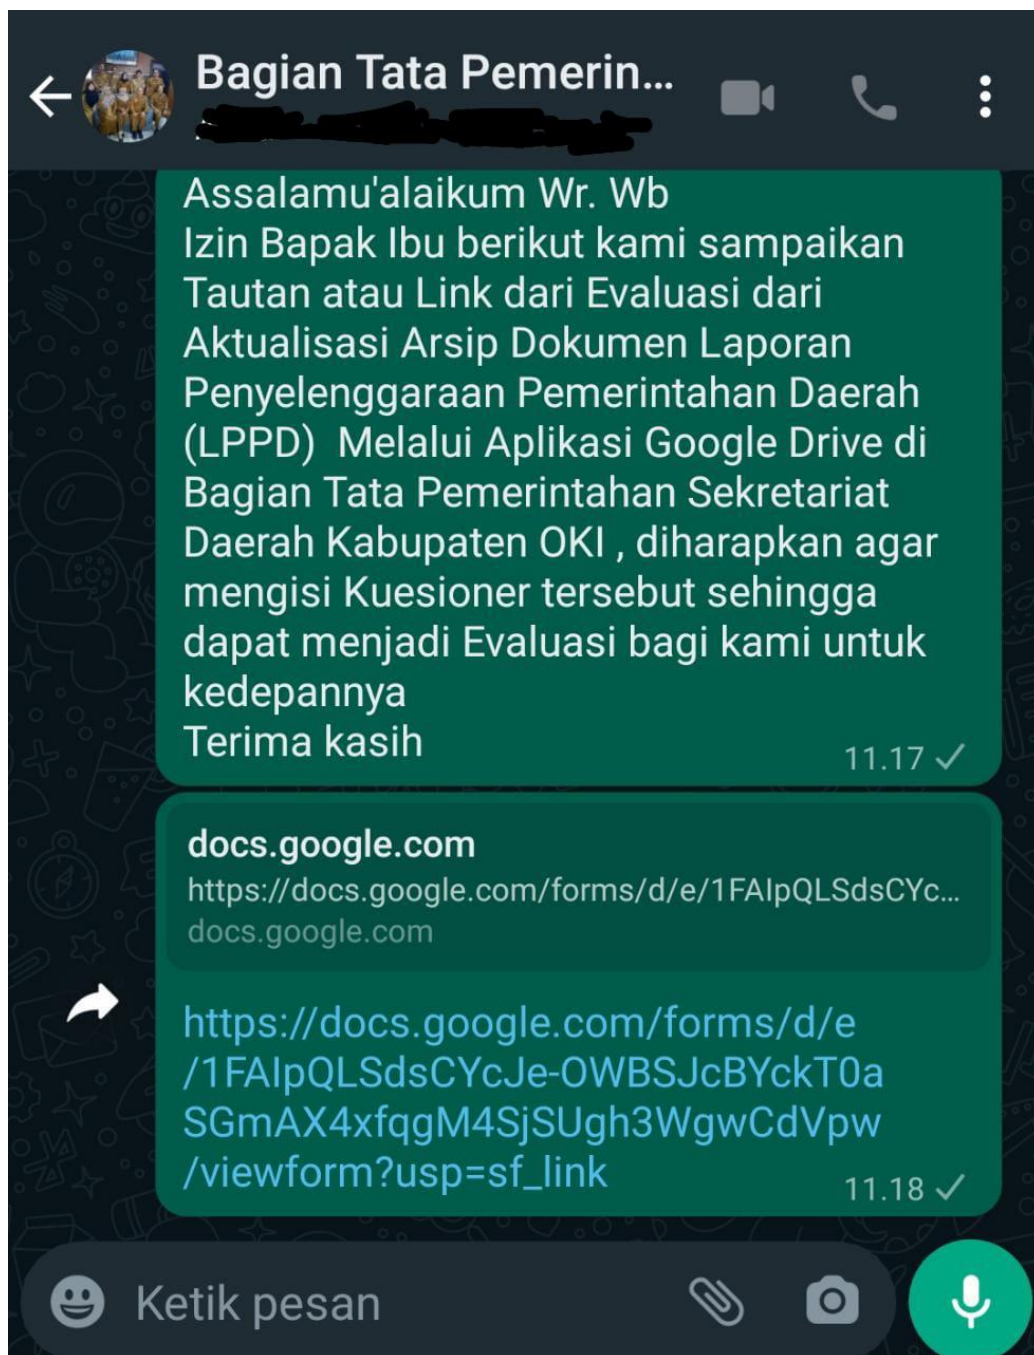 Bagian Tata Pemerin...
Assalamu'alaikum Wr. Wb
Izin Bapak Ibu berikut kami sampaikan
Tautan atau Link dari Evaluasi dari
Aktualisasi Arsip Dokumen Laporan
Penyelenggaraan Pemerintahan Daerah
(LPPD)  Melalui Aplikasi Google Drive di
Bagian Tata Pemerintahan Sekretariat
Daerah Kabupaten OKI , diharapkan agar
mengisi Kuesioner tersebut sehingga
dapat menjadi Evaluasi bagi kami untuk
kedepannya
Terima kasih
11.17
docs.google.com
https://docs.google.com/forms/d/e/1FAIpQLSdsCYc...
docs.google.com
https://docs.google.com/forms/d/e
/1FAIpQLSdsCYcJe-OWBSJcBYckT0a
SGmAX4xfqgM4SjSUgh3WgwCdVpw
/viewform?usp=sf_link
11.18
Ketik pesan